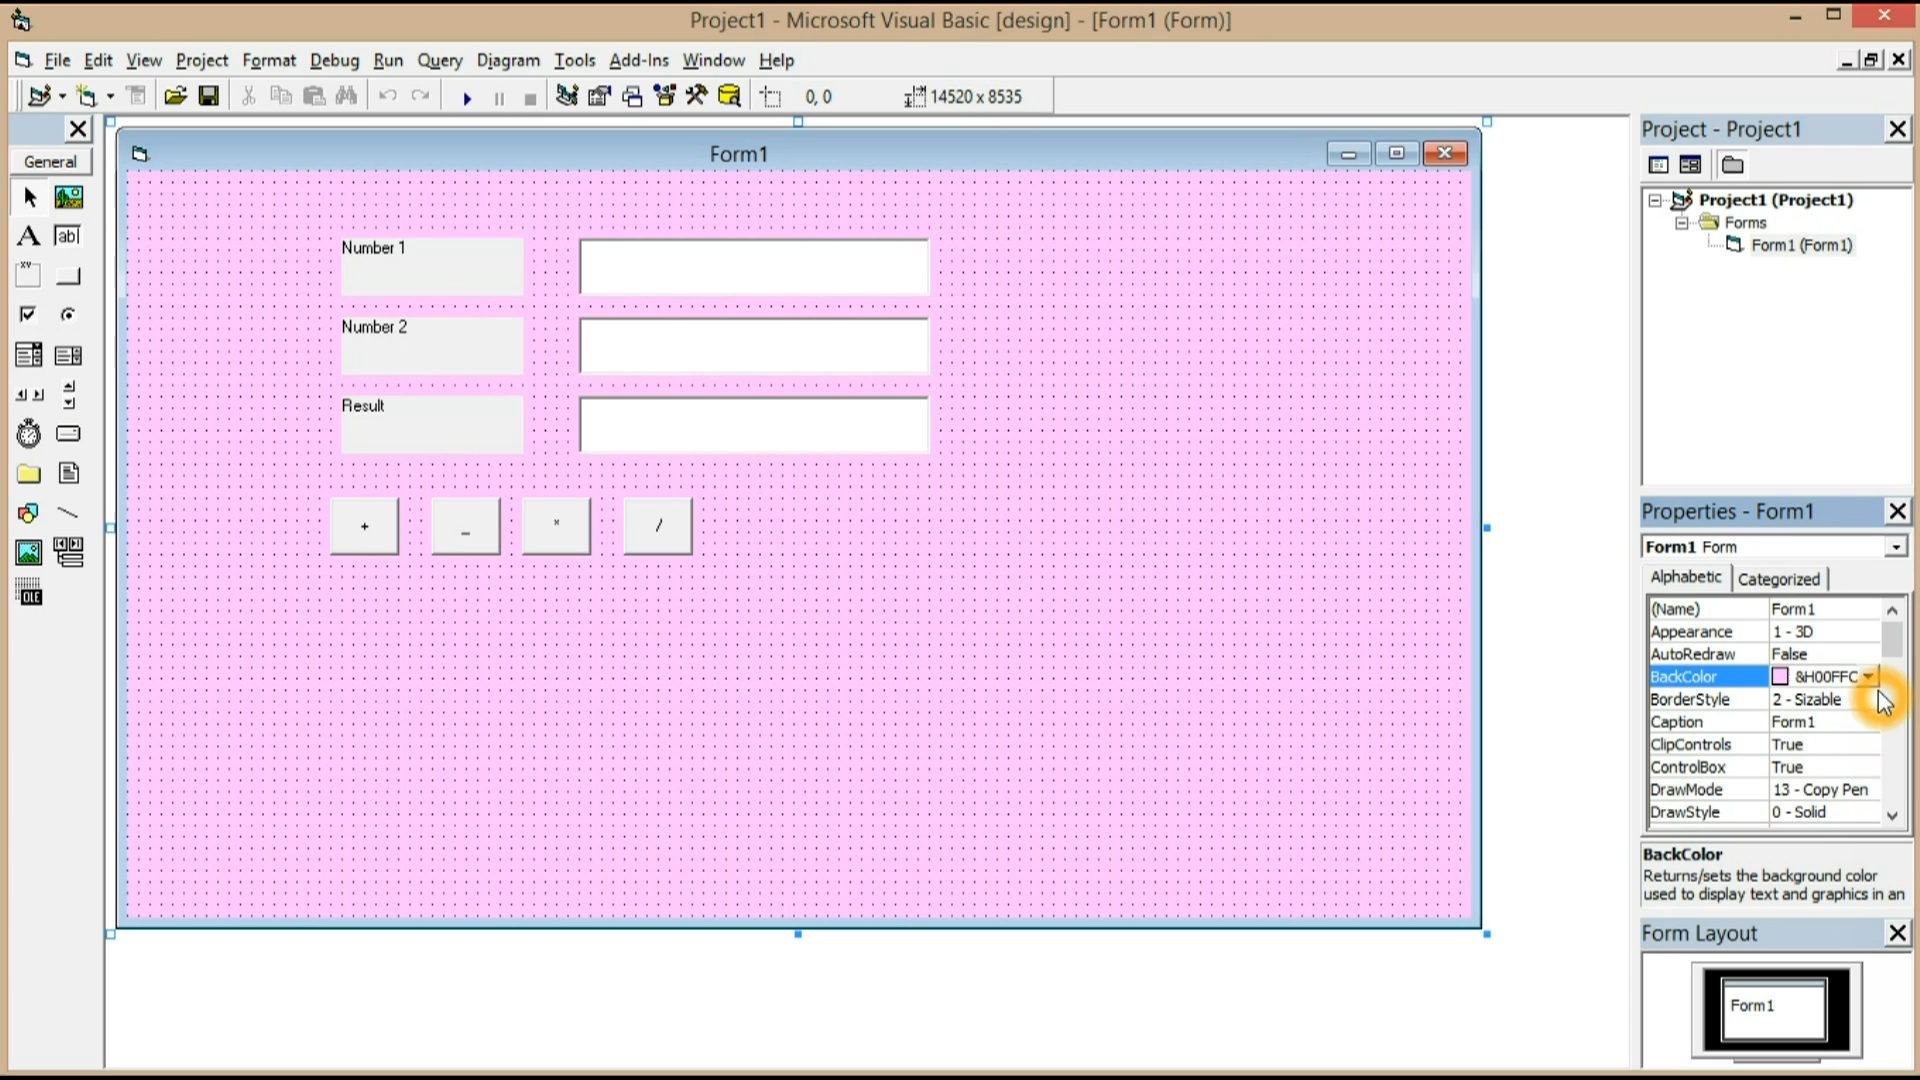 Project1 - Microsoft Visual Basic [design] - [Form1 (Form)]
File Edit View Project Format Debug Run Query Diagram Tools Add-Ins Window Help
0, 0 14520 x 8535
General
ab
xy
OLE
Form1
Number 1
Number 2
Result
+ _ * /
Project - Project1
Project1 (Project1)
Forms
Form1 (Form1)
Properties - Form1
Form1 Form
Alphabetic Categorized
(Name) Form1
Appearance 1 - 3D
AutoRedraw False
BackColor &H00FFC
BorderStyle 2 - Sizable
Caption Form1
ClipControls True
ControlBox True
DrawMode 13 - Copy Pen
DrawStyle 0 - Solid
BackColor
Returns/sets the background color
used to display text and graphics in an
Form Layout
Form1